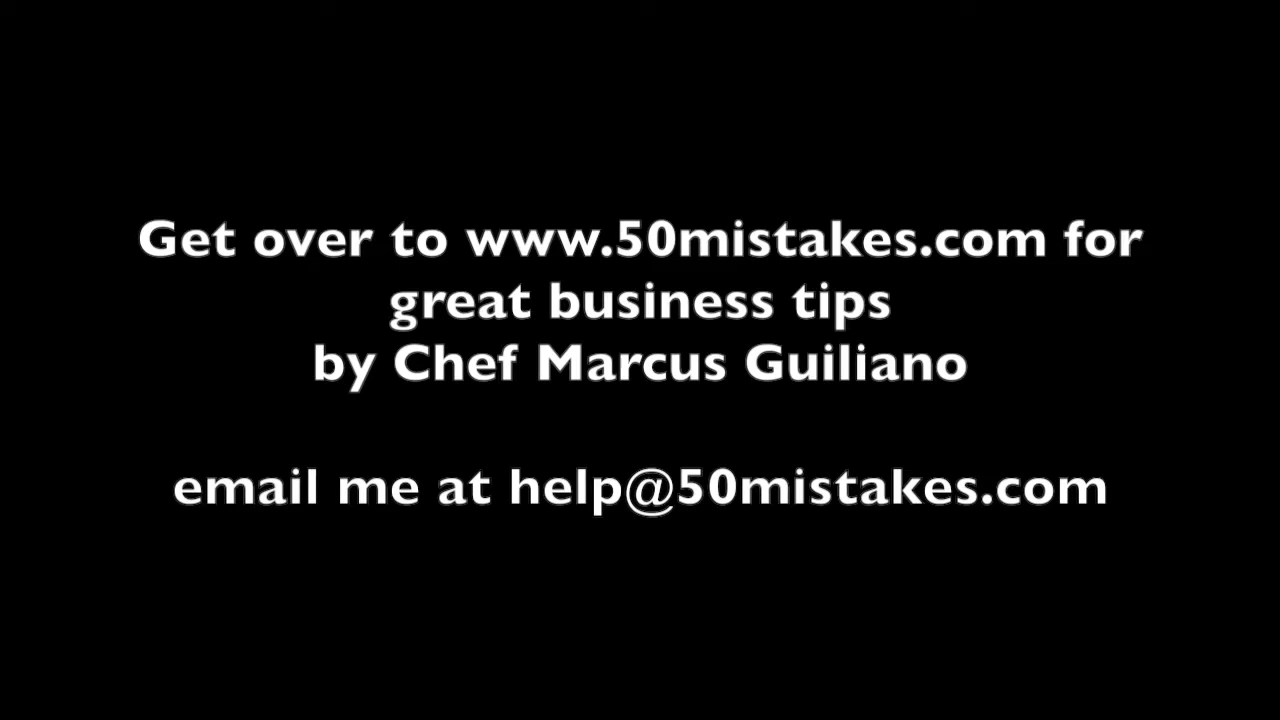 Get over to www.50mistakes.com for
great business tips
by Chef Marcus Guiliano
email me at help@50mistakes.com